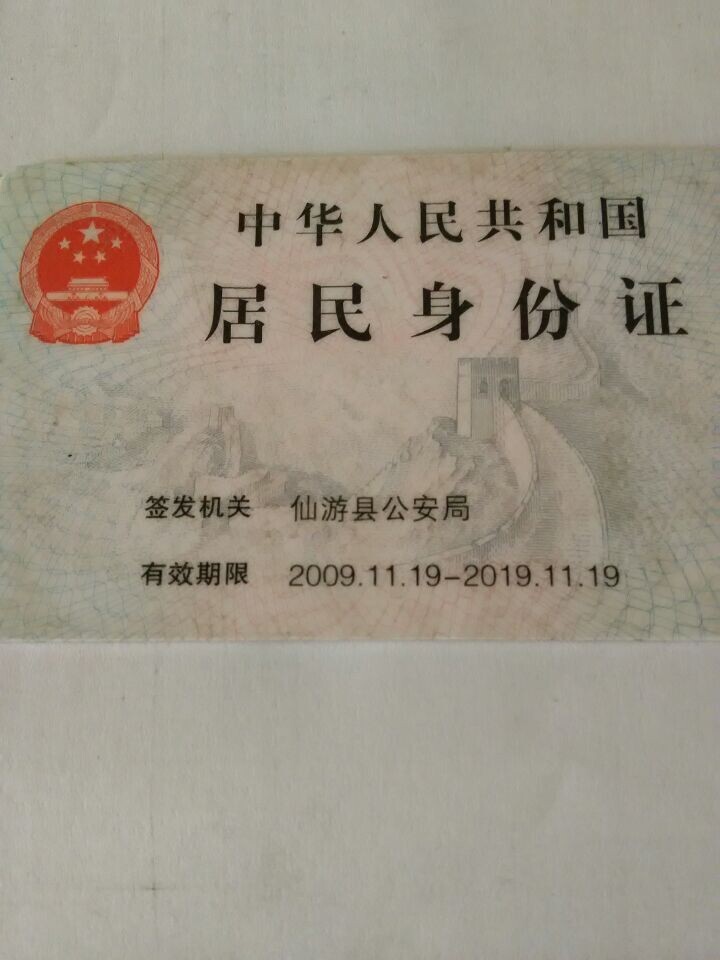 中华人民共和国
居民身份证
签发机关 仙游县公安局
有效期限 2009.11.19-2019.11.19